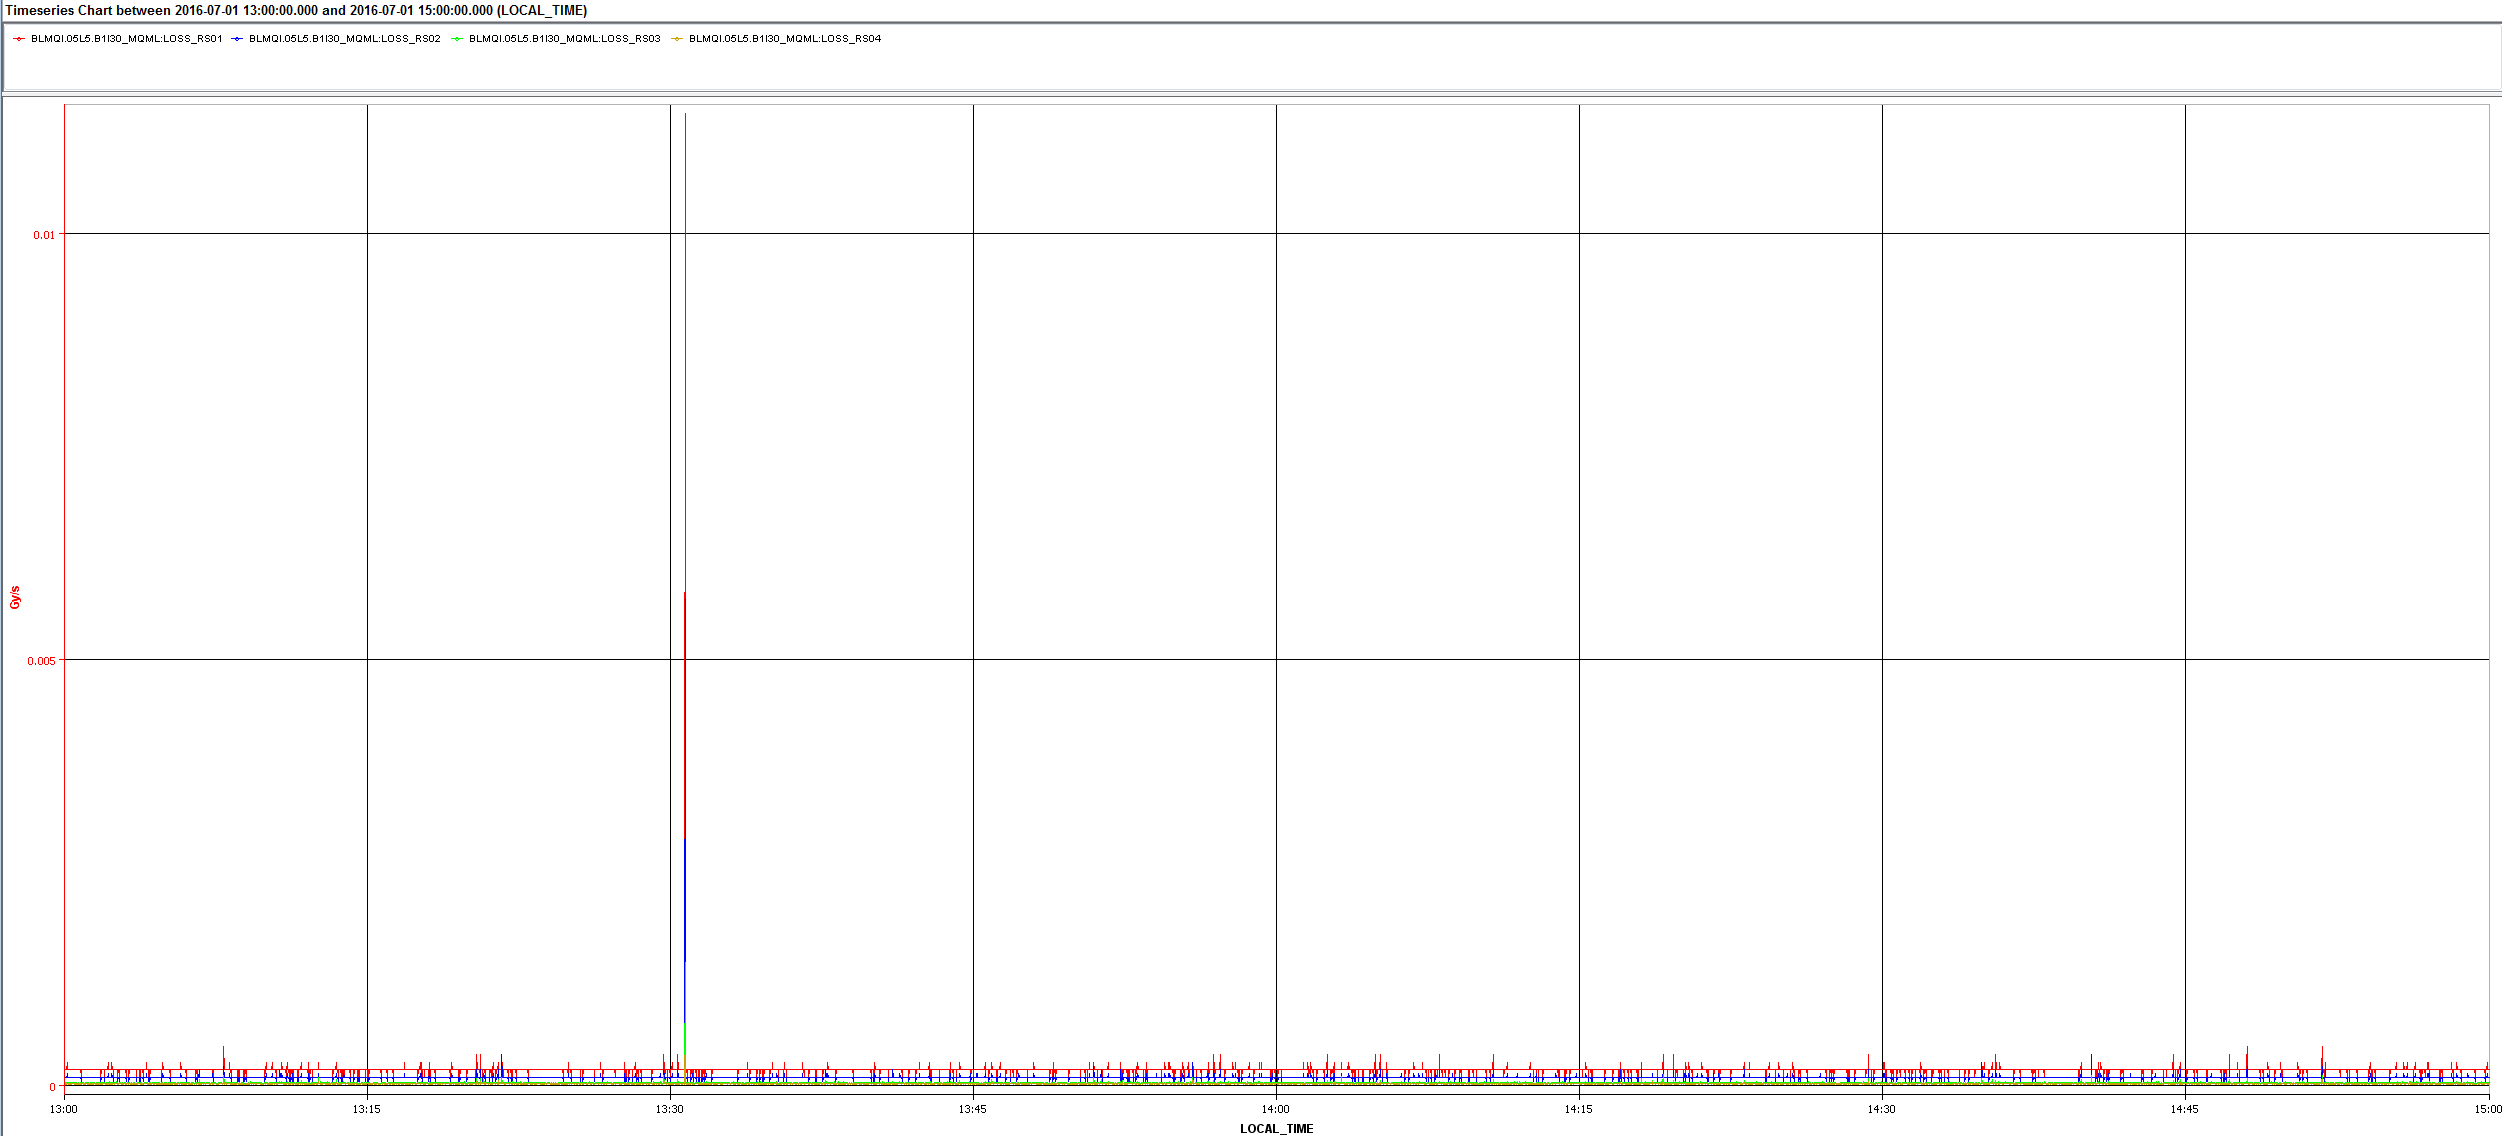 Timeseries Chart between 2016-07-01 13:00:00.000 and 2016-07-01 15:00:00.000 (LOCAL_TIME)
BLMQI.05L5.B1I30_MQML:LOSS_RS01 BLMQI.05L5.B1I30_MQML:LOSS_RS02 BLMQI.05L5.B1I30_MQML:LOSS_RS03 BLMQI.05L5.B1I30_MQML:LOSS_RS04
0.01
Gy/s
0.005
0
13:00 13:15 13:30 13:45 14:00 14:15 14:30 14:45 15:00
LOCAL_TIME